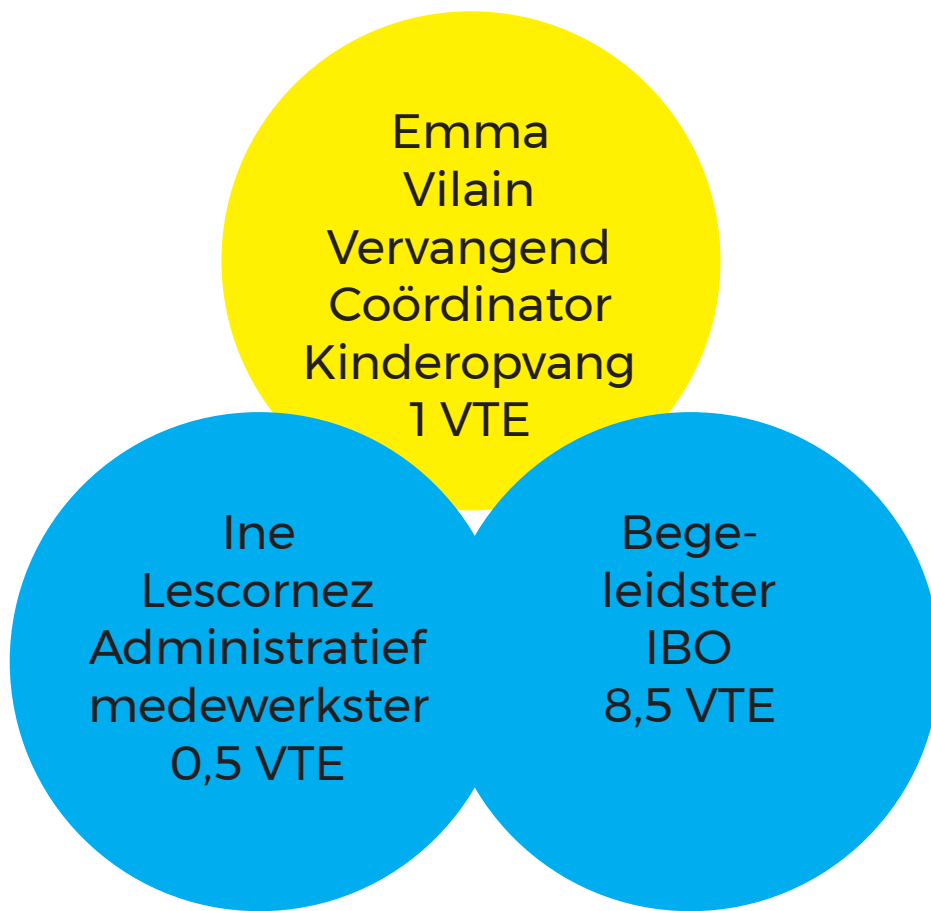 Emma
Vilain
Vervangend
Coördinator
Kinderopvang
1 VTE
Ine
Lescornez
Administratief
medewerkster
0,5 VTE
Bege-
leidster
IBO
8,5 VTE